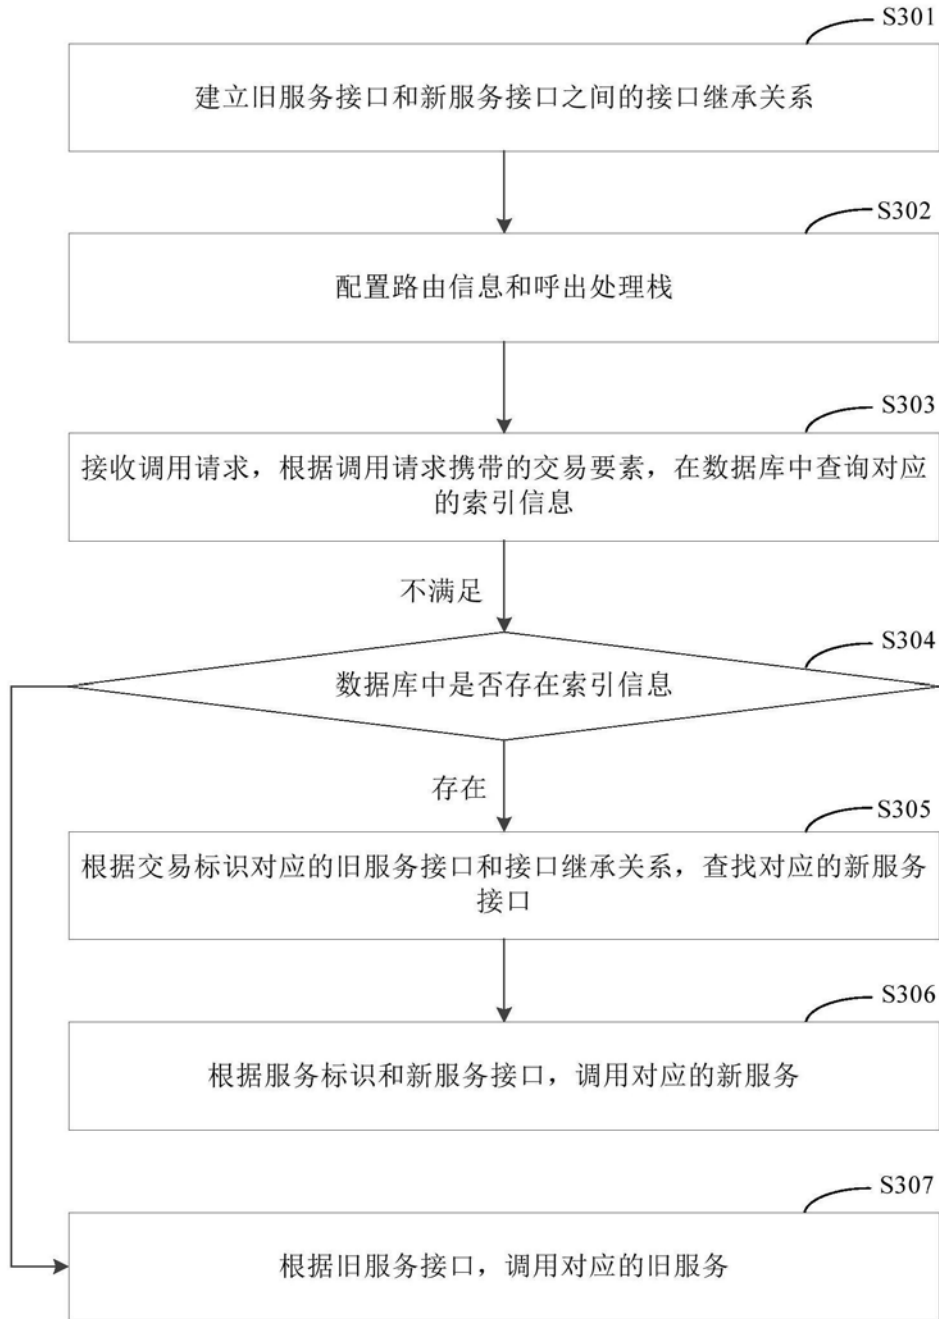 S301
建立旧服务接口和新服务接口之间的接口继承关系
S302
配置路由信息和呼出处理栈
S303
接收调用请求，根据调用请求携带的交易要素，在数据库中查询对应
的索引信息
不满足
S304
数据库中是否存在索引信息
存在
S305
根据交易标识对应的旧服务接口和接口继承关系，查找对应的新服务
接口
S306
根据服务标识和新服务接口，调用对应的新服务
S307
根据旧服务接口，调用对应的旧服务